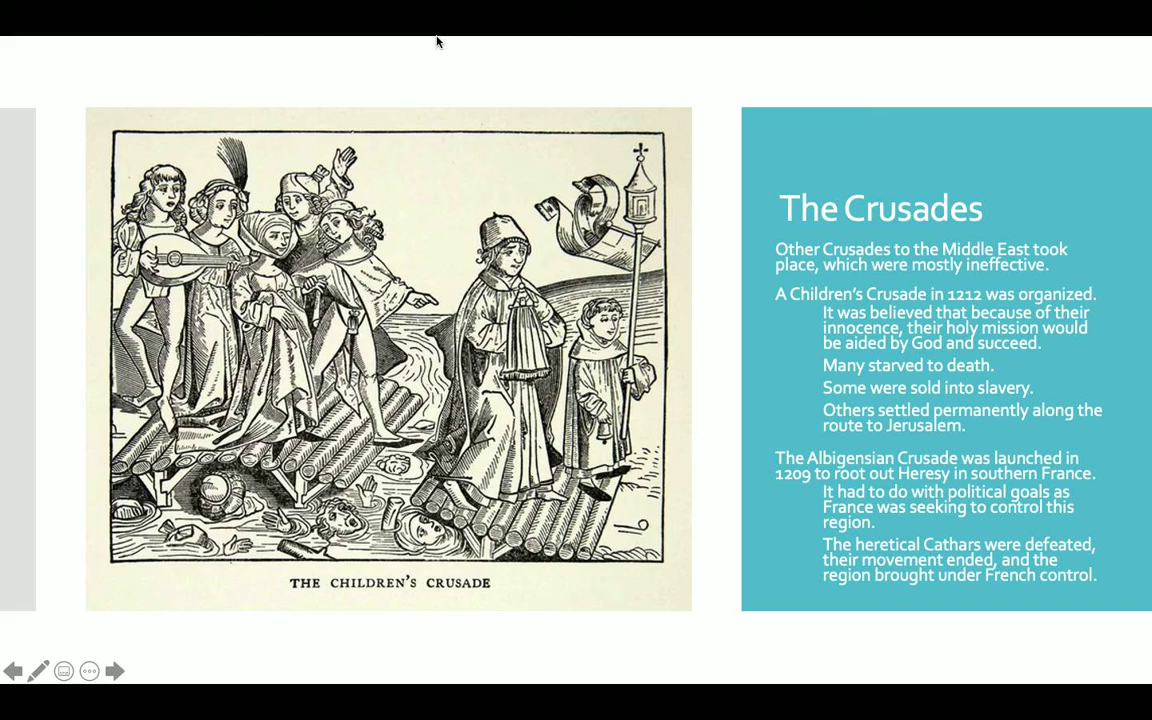 THE CHILDREN'S CRUSADE
The Crusades
Other Crusades to the Middle East took
place, which were mostly ineffective.
A Children's Crusade in 1212 was organized.
It was believed that because of their
innocence, their holy mission would
be aided by God and succeed.
Many starved to death.
Some were sold into slavery.
Others settled permanently along the
route to Jerusalem.
The Albigensian Crusade was launched in
1209 to root out Heresy in southern France.
It had to do with political goals as
France was seeking to control this
region.
The heretical Cathars were defeated,
their movement ended, and the
region brought under French control.